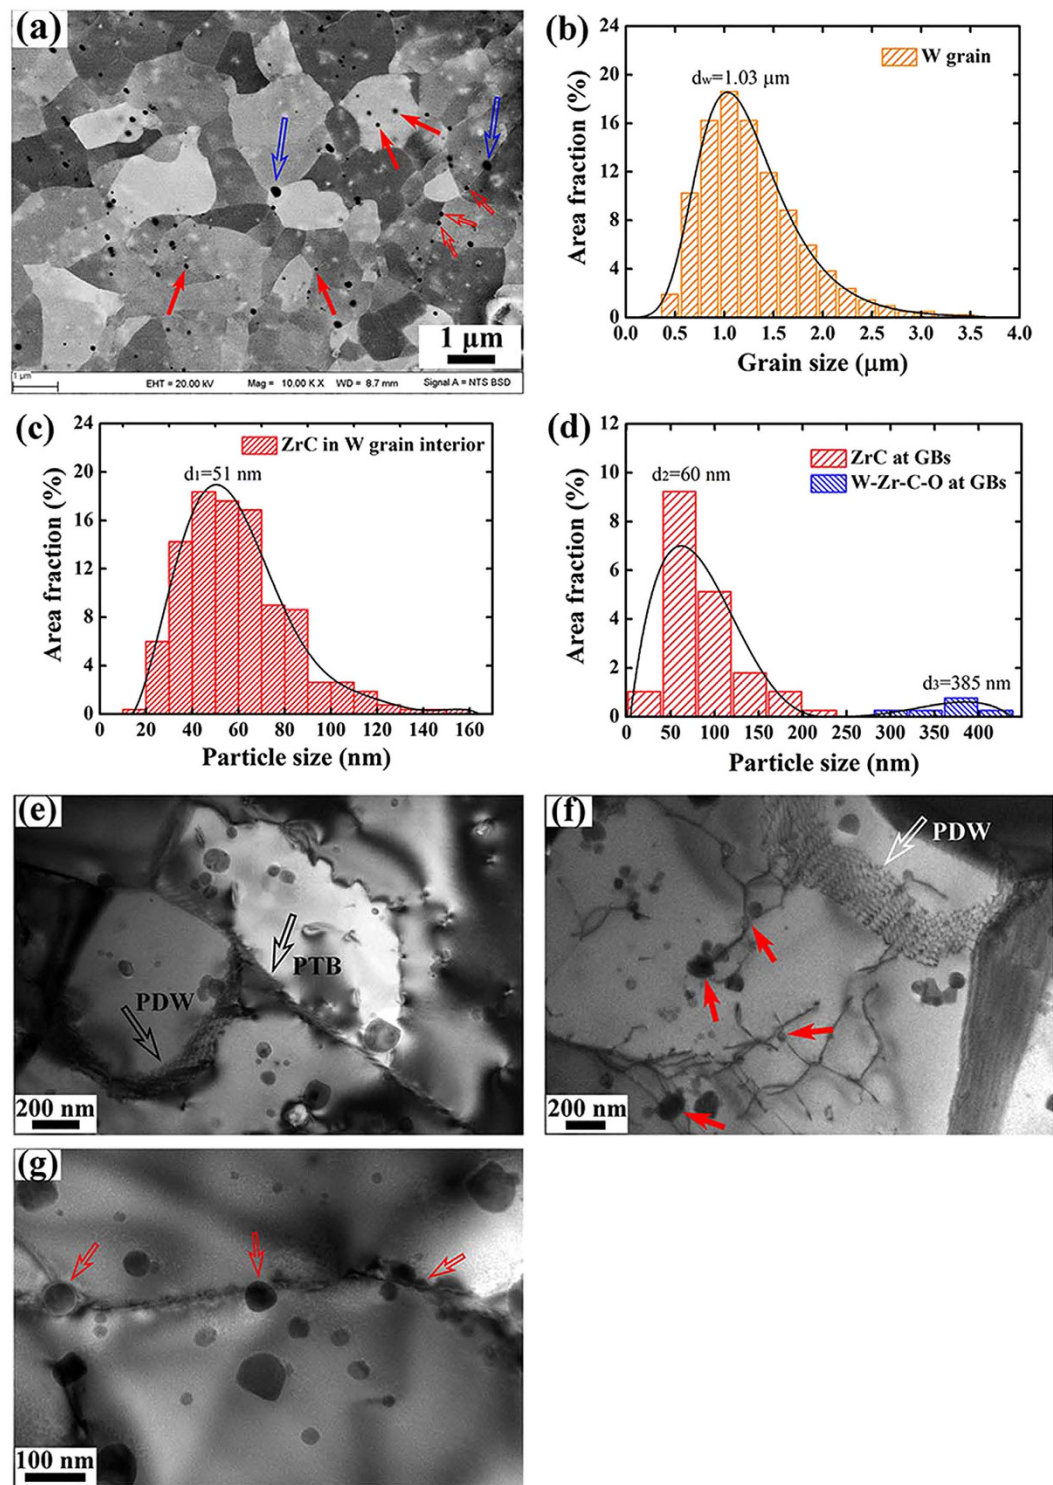 (a)
1 μm
1 μm
EHT = 20.00 kV Mag = 10.00 K X WD = 8.7 mm Signal A = NTS BSD
(b)
24
20
16
12
8
4
0
Area fraction (%)
dw=1.03 μm
W grain
0.0 0.5 1.0 1.5 2.0 2.5 3.0 3.5 4.0
Grain size (μm)
(c)
24
20
16
12
8
4
0
Area fraction (%)
d1=51 nm
ZrC in W grain interior
0 20 40 60 80 100 120 140 160
Particle size (nm)
(d)
12
10
8
6
4
2
0
Area fraction (%)
d2=60 nm
ZrC at GBs
W-Zr-C-O at GBs
d3=385 nm
0 50 100 150 200 250 300 350 400
Particle size (nm)
(e)
PTB
PDW
200 nm
(f)
PDW
200 nm
(g)
100 nm